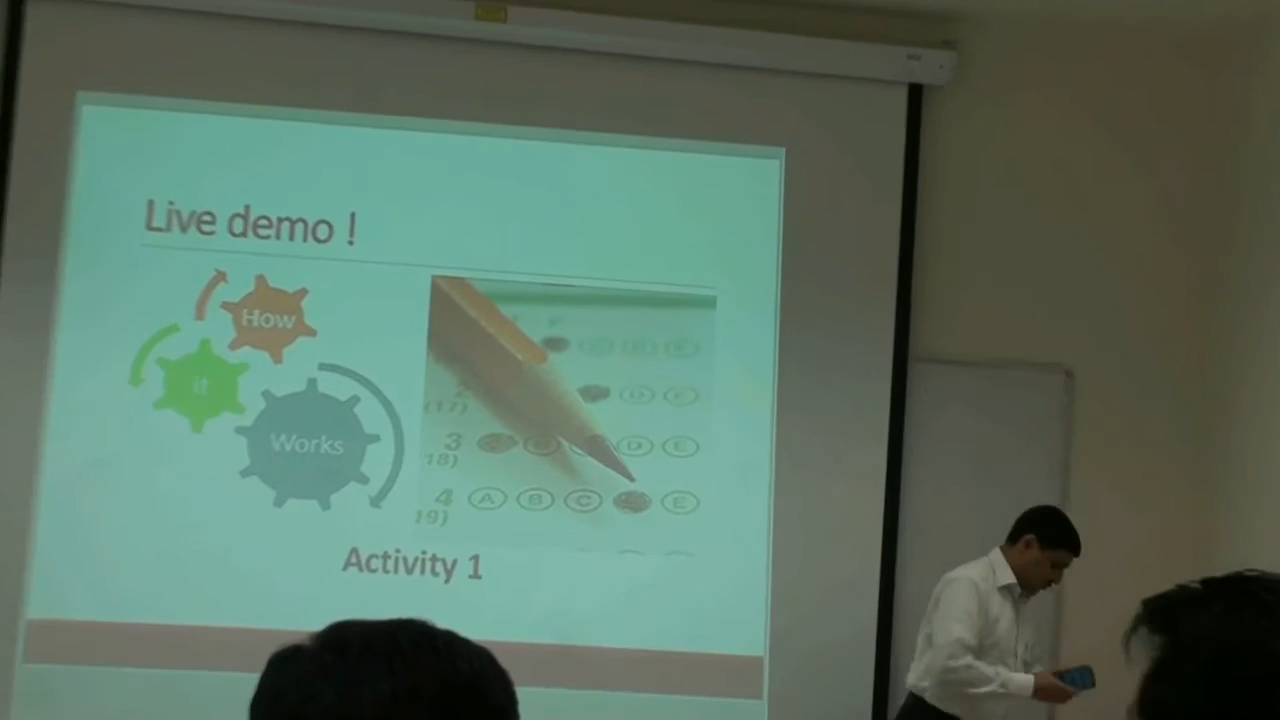 Live demo !
How
it
Works
(17)
3 D E
18)
4 A B C E
19)
Activity 1